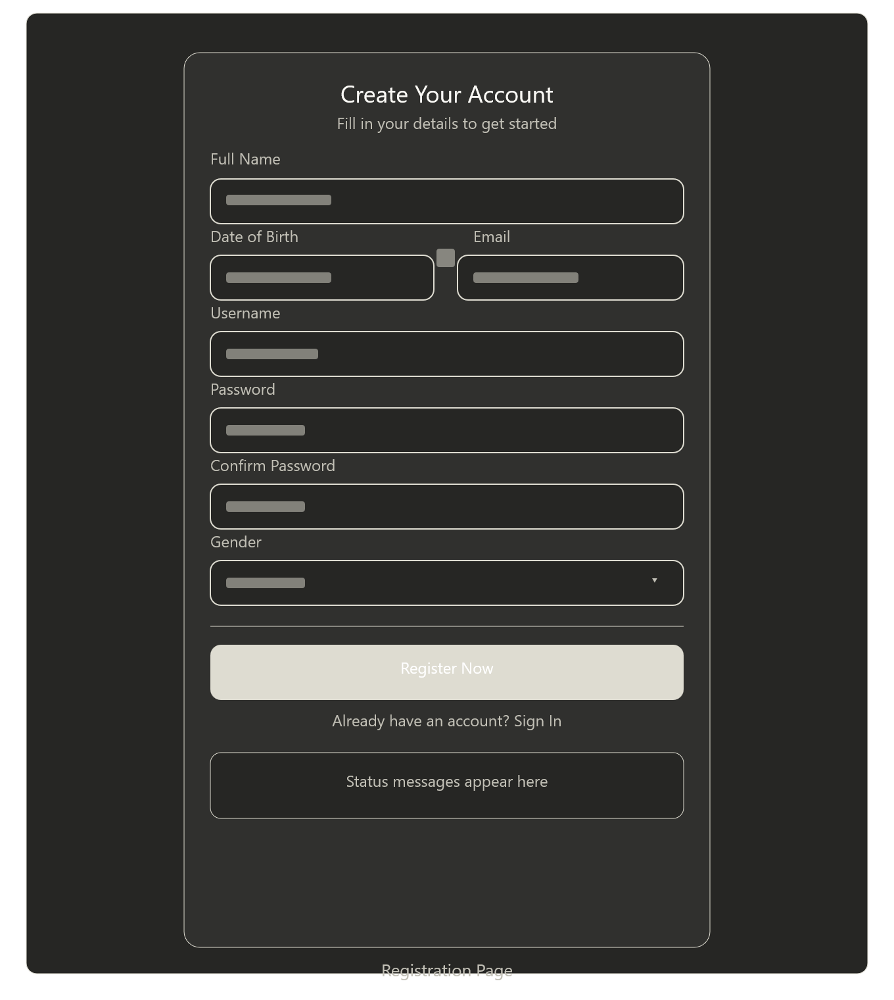 Create Your Account
Fill in your details to get started
Full Name
Date of Birth
Email
Username
Password
Confirm Password
Gender
Register Now
Already have an account? Sign In
Status messages appear here
Registration Page